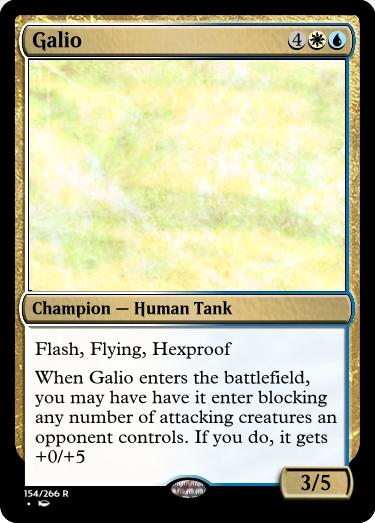 Galio 4
Champion — Human Tank
Flash, Flying, Hexproof
When Galio enters the battlefield,
you may have have it enter blocking
any number of attacking creatures an
opponent controls. If you do, it gets
+0/+5
3/5
154/266 R